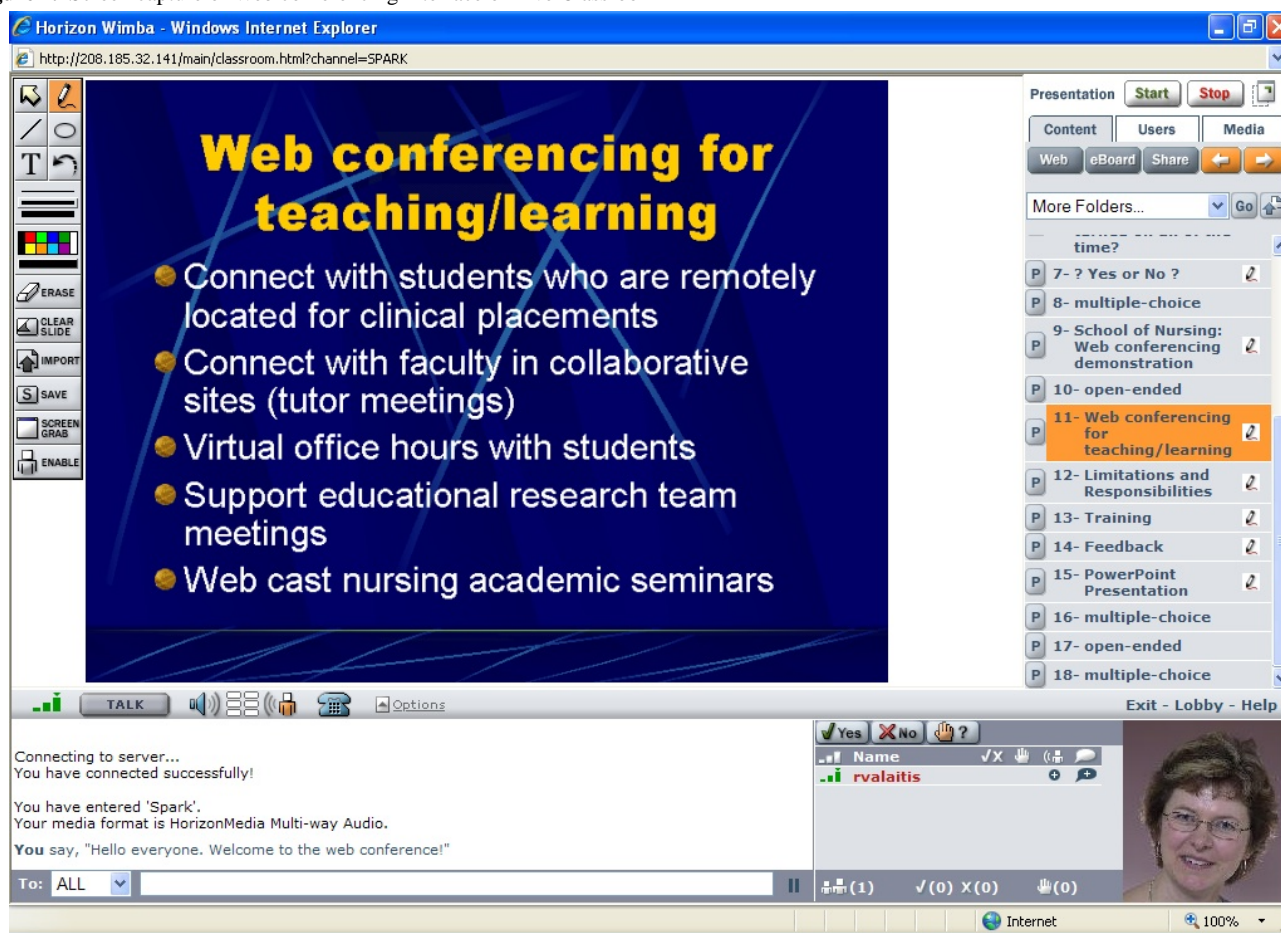 Horizon Wimba - Windows Internet Explorer
http://208.185.32.141/main/classroom.html?channel=SPARK
T
ERASE
CLEAR
SLIDE
IMPORT
S SAVE
SCREEN
GRAB
ENABLE
Web conferencing for
teaching/learning
Connect with students who are remotely
located for clinical placements
Connect with faculty in collaborative
sites (tutor meetings)
Virtual office hours with students
Support educational research team
meetings
Web cast nursing academic seminars
Presentation Start Stop
Content Users Media
Web eBoard Share
More Folders... Go
time?
P 7- ? Yes or No ?
P 8- multiple-choice
9- School of Nursing:
P Web conferencing
demonstration
P 10- open-ended
11- Web conferencing
P for
teaching/learning
P 12- Limitations and
Responsibilities
P 13- Training
P 14- Feedback
P 15- PowerPoint
Presentation
P 16- multiple-choice
P 17- open-ended
P 18- multiple-choice
TALK Options
Exit - Lobby - Help
Connecting to server...
You have connected successfully!
You have entered 'Spark'.
Your media format is HorizonMedia Multi-way Audio.
You say, "Hello everyone. Welcome to the web conference!"
To: ALL
Yes No ?
Name √X
rvalaitis
(1) √(0) X(0) (0)
Internet 100%